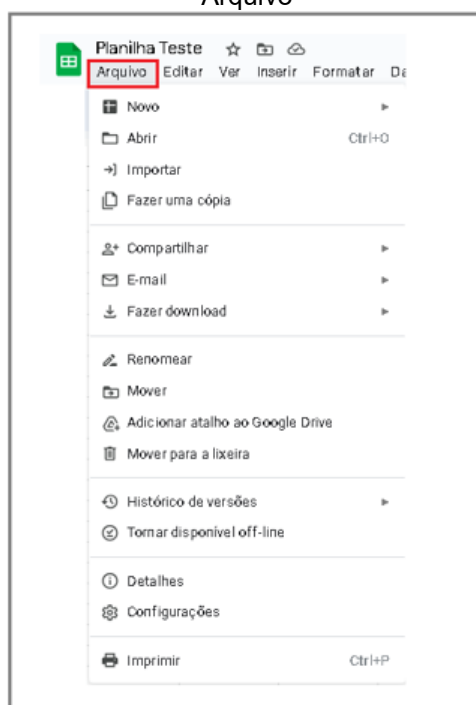 Arquivo
Planilha Teste
Arquivo Editar Ver Inserir Formatar Da
Novo
Abrir Ctrl+O
Importar
Fazer uma cópia
Compartilhar
E-mail
Fazer download
Renomear
Mover
Adicionar atalho ao Google Drive
Mover para a lixeira
Histórico de versões
Tornar disponível off-line
Detalhes
Configurações
Imprimir Ctrl+P